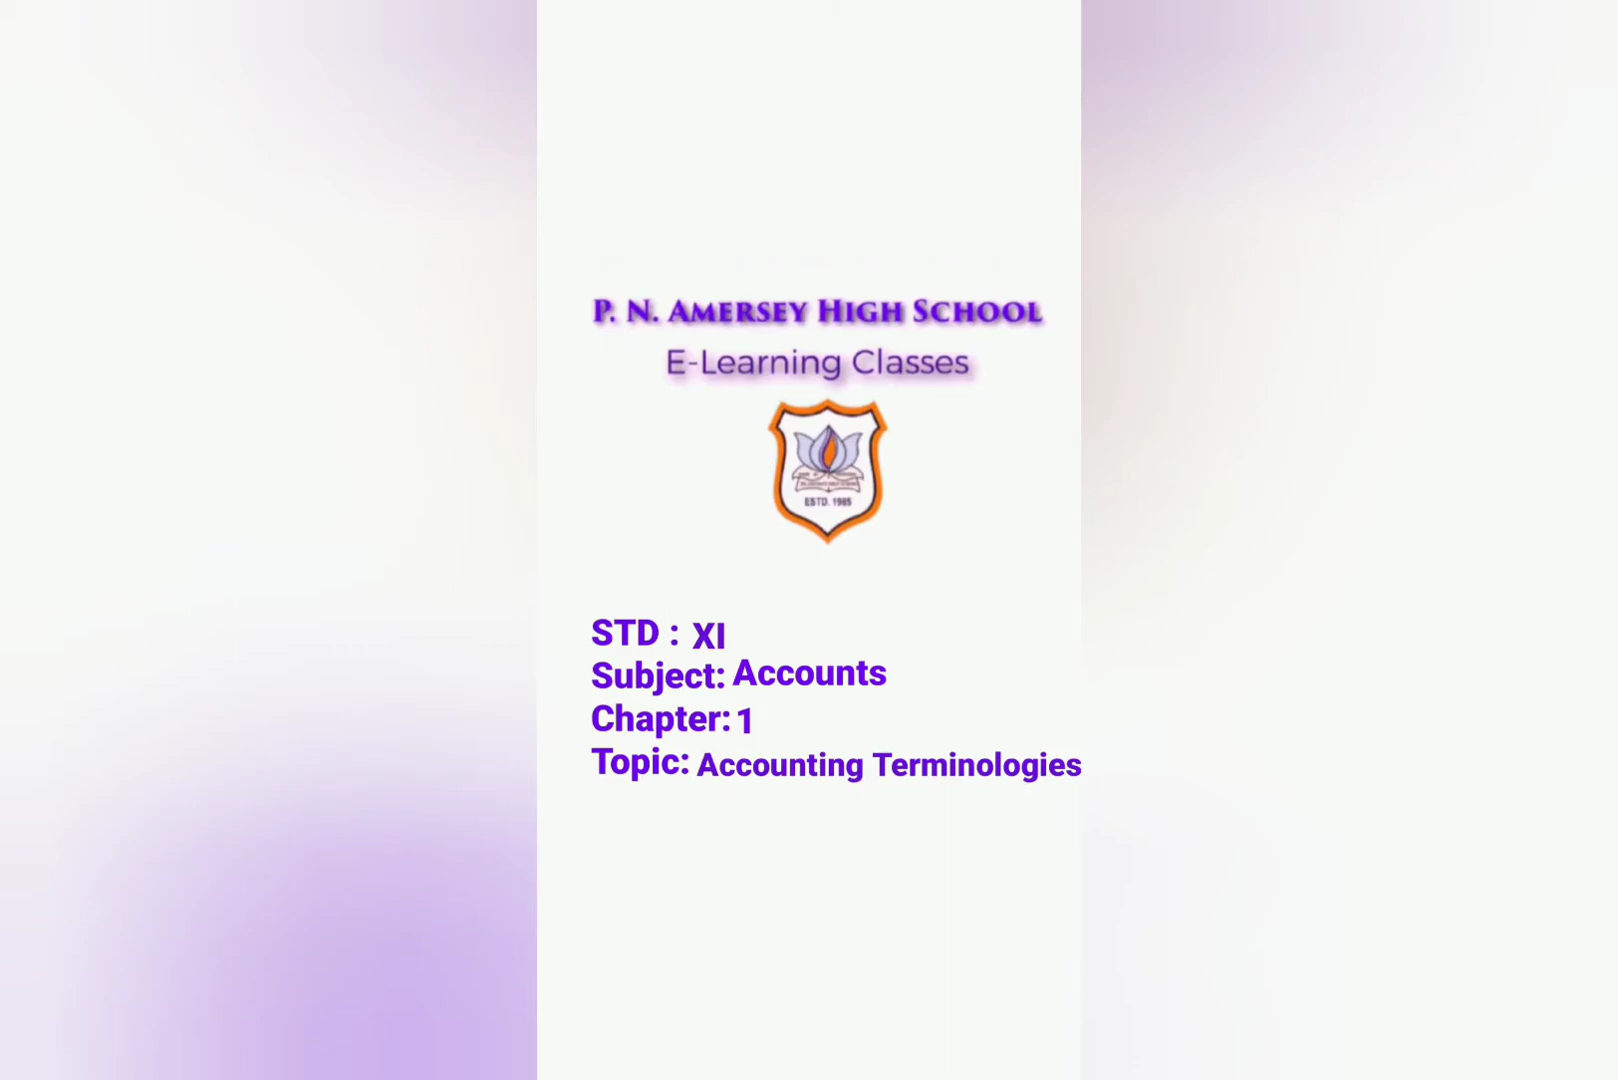 P. N. AMERSEY HIGH SCHOOL
E-Learning Classes
ESTD. 1985
STD : XI
Subject: Accounts
Chapter: 1
Topic: Accounting Terminologies